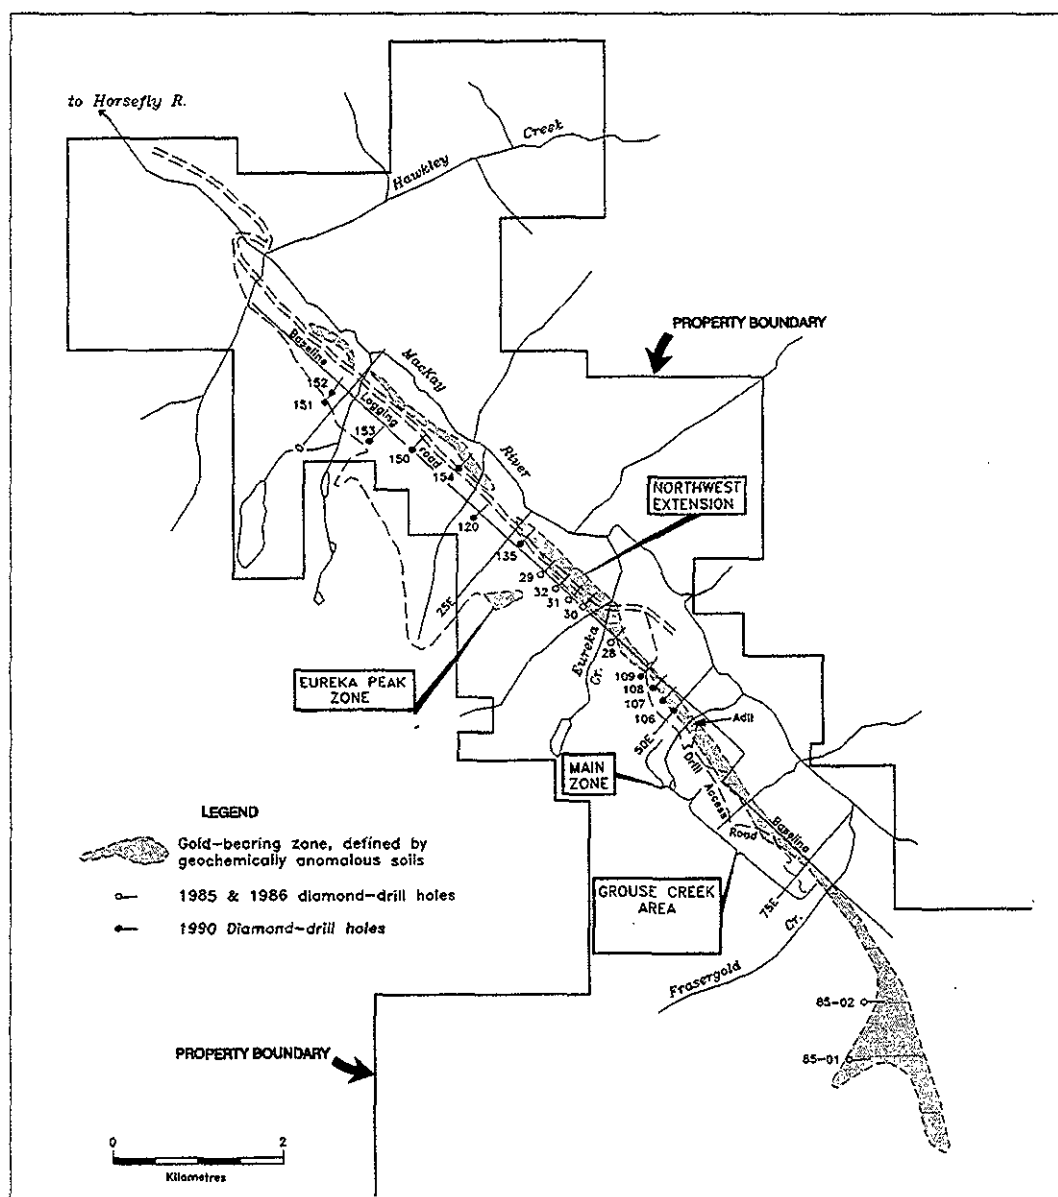 to Horsefly R.
Hawkley Creek
PROPERTY BOUNDARY
MacKay River
Baseline
Logging road
152
151
153
150
154
120
135
NORTHWEST
EXTENSION
29
32
31
30
25E
28
Eureka Cr.
EUREKA PEAK
ZONE
109
108
107
106
50E
Adit
MAIN
ZONE
Drill Access Road
Baseline
GROUSE CREEK
AREA
75E
Frasergold Cr.
85-02
85-01
LEGEND
Gold-bearing zone, defined by
geochemically anomalous soils
1985 & 1986 diamond-drill holes
1990 Diamond-drill holes
PROPERTY BOUNDARY
0 2
Kilometres